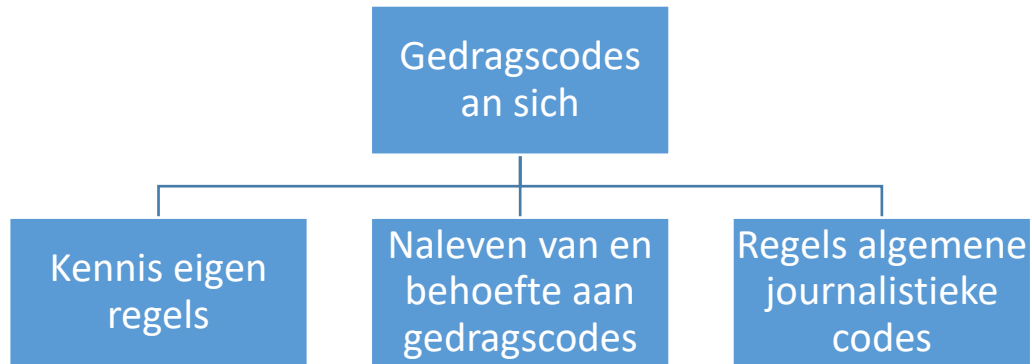 Gedragscodes
an sich
Kennis eigen
regels
Naleven van en
behoefte aan
gedragscodes
Regels algemene
journalistieke
codes